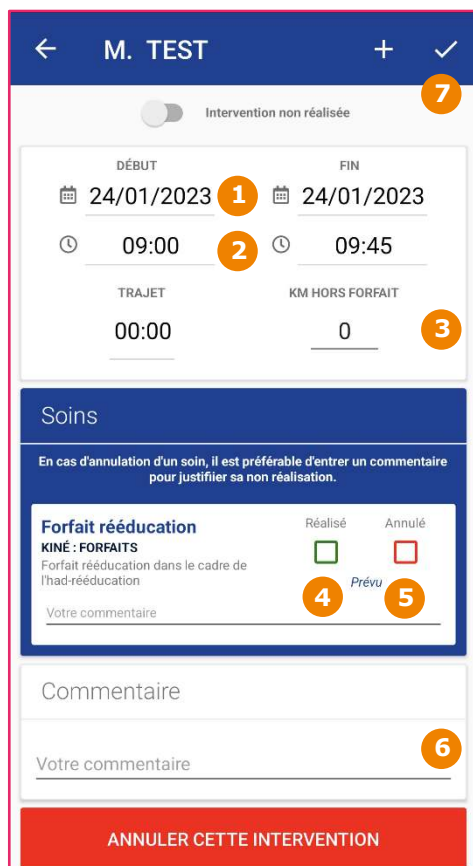 M. TEST
7
Intervention non réalisée
DÉBUT FIN
24/01/2023 1 24/01/2023
09:00 2 09:45
TRAJET KM HORS FORFAIT
00:00 0 3
Soins
En cas d'annulation d'un soin, il est préférable d'entrer un commentaire
pour justifiier sa non réalisation.
Forfait rééducation Réalisé Annulé
KINÉ : FORFAITS
Forfait rééducation dans le cadre de
l'had-rééducation
4 Prévu 5
Votre commentaire
Commentaire
Votre commentaire 6
ANNULER CETTE INTERVENTION